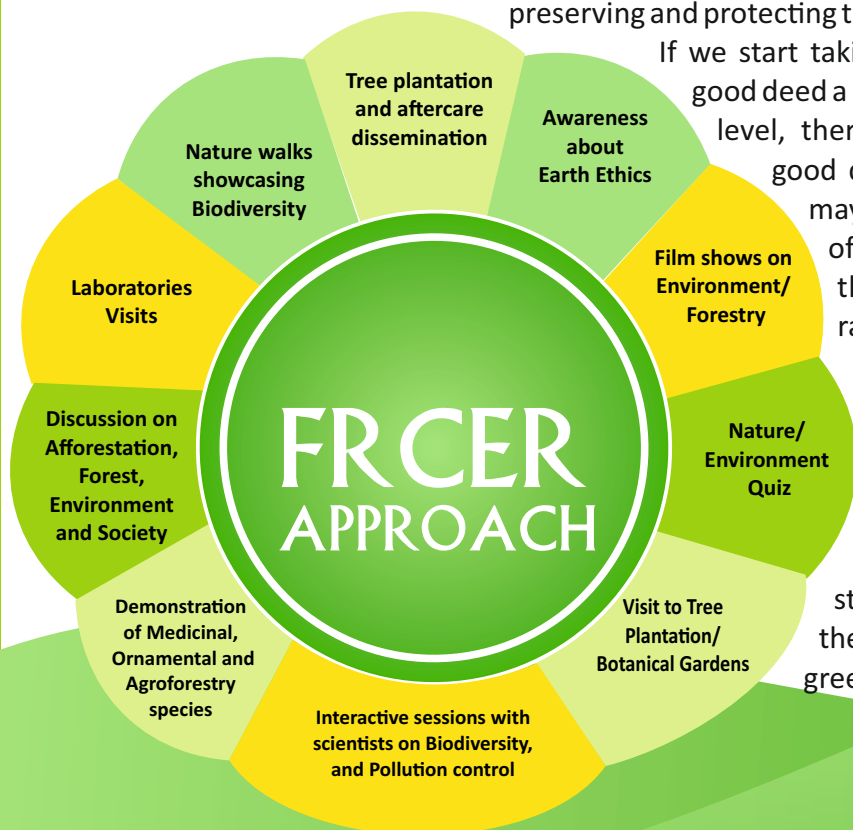 preserving and protecting t
If we start taki
good deed a
level, ther
good
may
of
th
ra
st
the
gree
Tree plantation
and aftercare
dissemination
Awareness
about
Earth Ethics
Film shows on
Environment/
Forestry
Nature/
Environment
Quiz
Visit to Tree
Plantation/
Botanical Gardens
Interactive sessions with
scientists on Biodiversity,
and Pollution control
Demonstration
of Medicinal,
Ornamental and
Agroforestry
species
Discussion on
Afforestation,
Forest,
Environment
and Society
Laboratories
Visits
Nature walks
showcasing
Biodiversity
FRCER
APPROACH